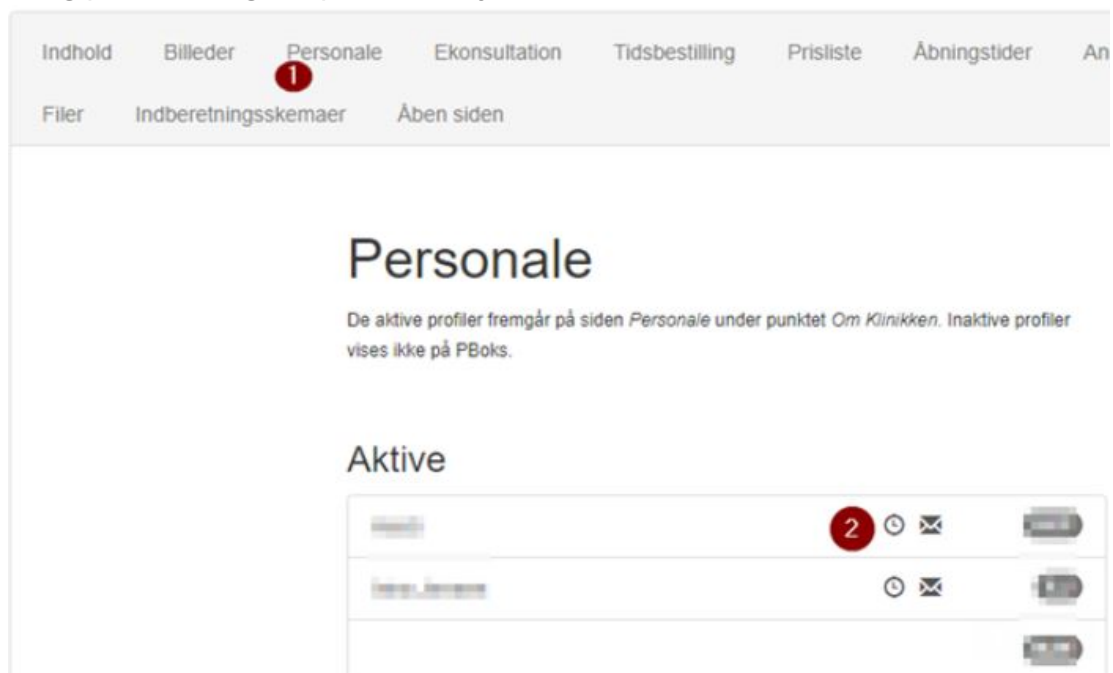 Indhold Billeder Personale Ekonsultation Tidsbestilling Prisliste Åbningstider An
1
Filer Indberetningsskemaer Åben siden
Personale
De aktive profiler fremgår på siden Personale under punktet Om Klinikken. Inaktive profiler
vises ikke på PBoks.
Aktive
2